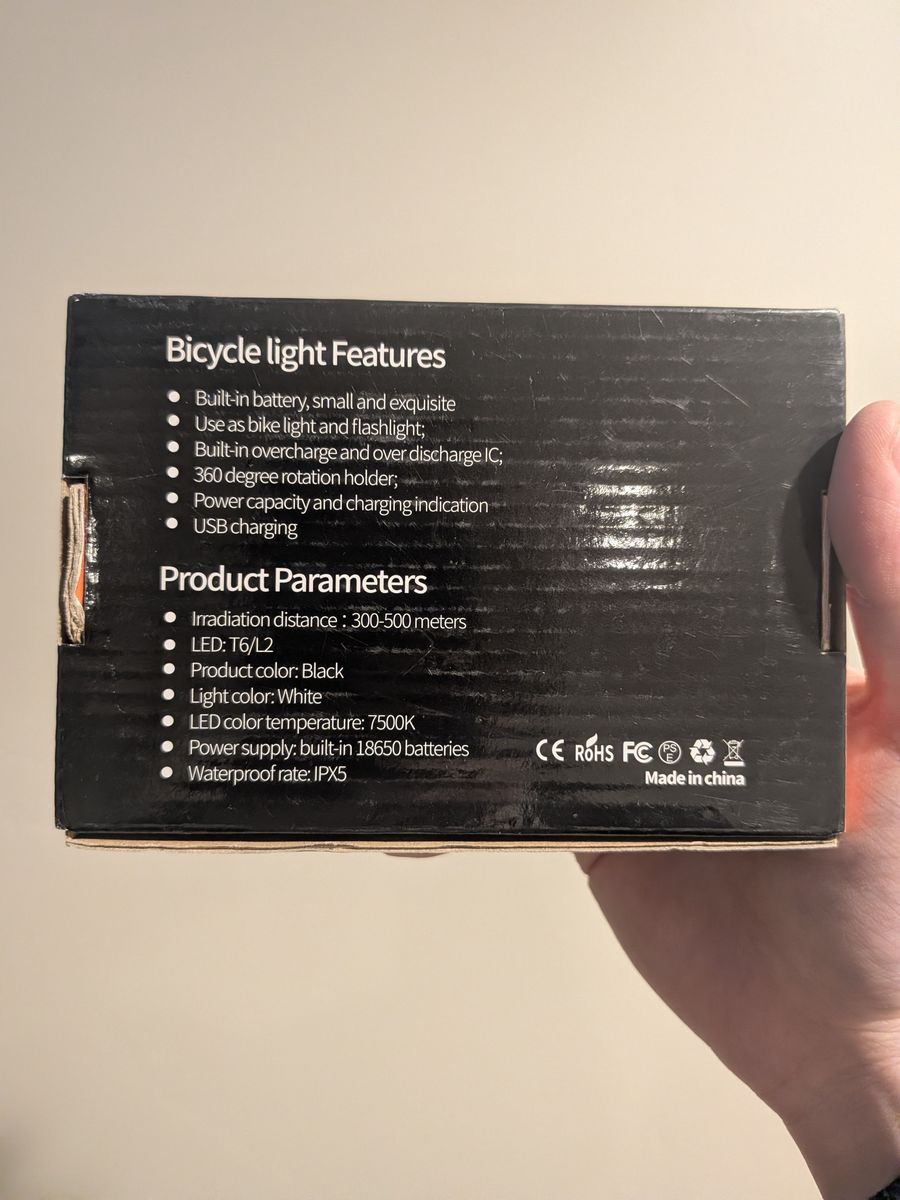 Bicycle light Features
● Built-in battery, small and exquisite
● Use as bike light and flashlight;
● Built-in overcharge and over discharge IC;
● 360 degree rotation holder;
● Power capacity and charging indication
● USB charging
Product Parameters
● Irradiation distance：300-500 meters
● LED: T6/L2
● Product color: Black
● Light color: White
● LED color temperature: 7500K
● Power supply: built-in 18650 batteries
● Waterproof rate: IPX5
CE RoHS FC PSE
Made in china